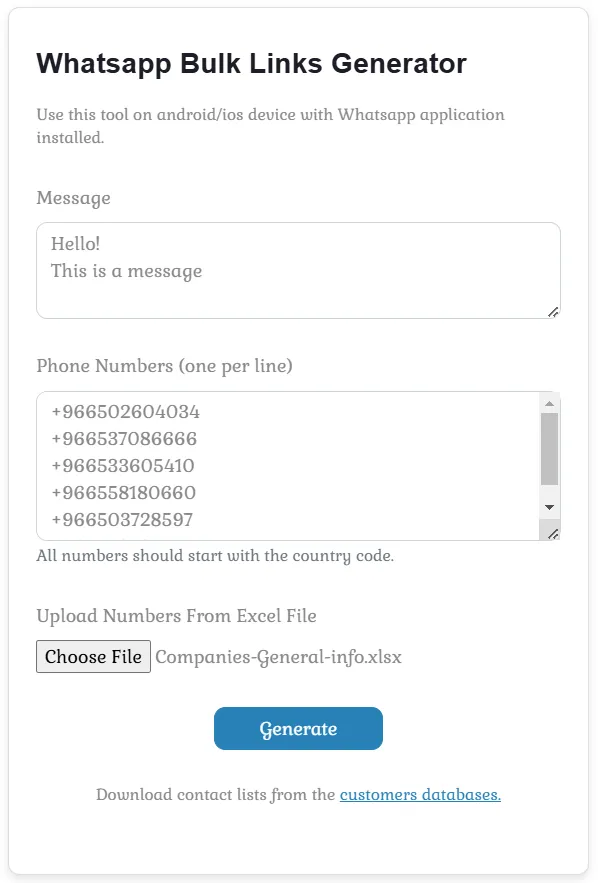 Whatsapp Bulk Links Generator
Use this tool on android/ios device with Whatsapp application
installed.
Message
Hello!
This is a message
Phone Numbers (one per line)
+966502604034
+966537086666
+966533605410
+966558180660
+966503728597
All numbers should start with the country code.
Upload Numbers From Excel File
Choose File Companies-General-info.xlsx
Generate
Download contact lists from the customers databases.